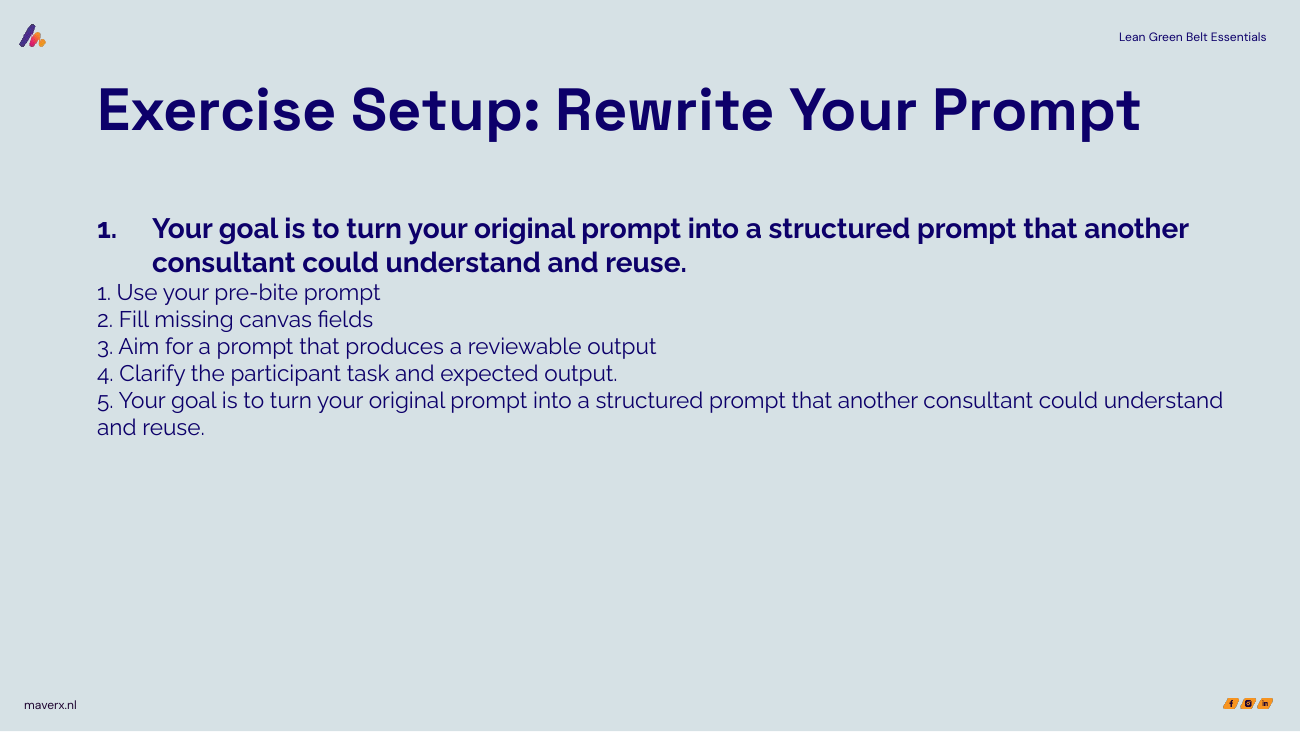 Lean Green Belt Essentials
Exercise Setup: Rewrite Your Prompt
1. Your goal is to turn your original prompt into a structured prompt that another
consultant could understand and reuse.
1. Use your pre-bite prompt
2. Fill missing canvas fields
3. Aim for a prompt that produces a reviewable output
4. Clarify the participant task and expected output.
5. Your goal is to turn your original prompt into a structured prompt that another consultant could understand
and reuse.
maverx.nl